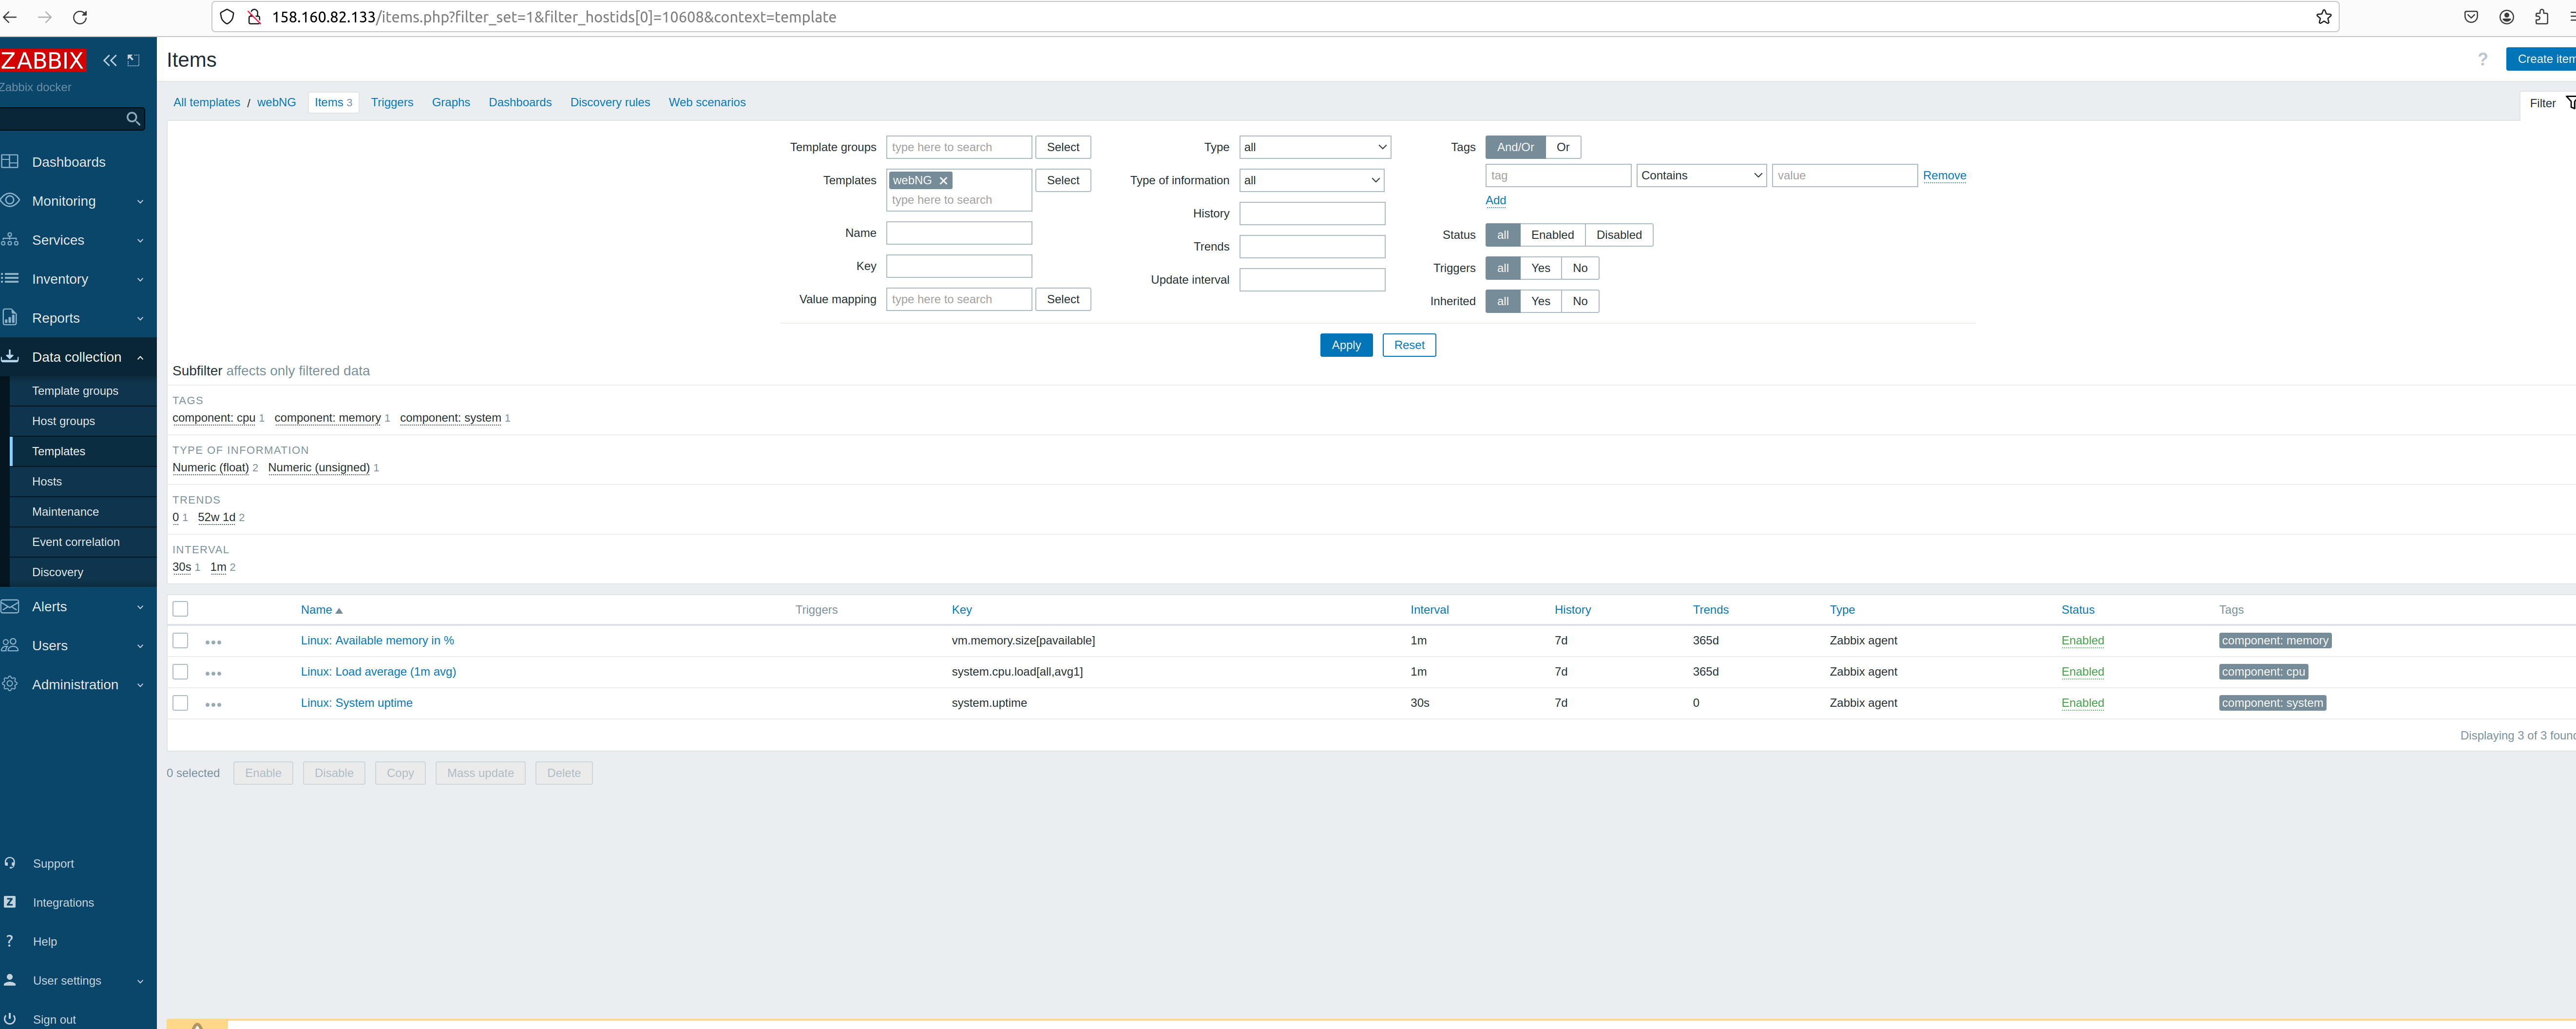 158.160.82.133/items.php?filter_set=1&filter_hostids[0]=10608&context=template
ZABBIX
Zabbix docker
Dashboards
Monitoring
Services
Inventory
Reports
Data collection
Template groups
Host groups
Templates
Hosts
Maintenance
Event correlation
Discovery
Alerts
Users
Administration
Support
Integrations
Help
User settings
Sign out
Items
? Create item
All templates / webNG Items 3 Triggers Graphs Dashboards Discovery rules Web scenarios
Filter
Template groups type here to search Select Type all Tags And/Or Or
Templates webNG type here to search Select Type of information all tag Contains value Remove
Add
History
Name Trends Status all Enabled Disabled
Key Update interval Triggers all Yes No
Value mapping type here to search Select Inherited all Yes No
Apply Reset
Subfilter affects only filtered data
TAGS
component: cpu 1 component: memory 1 component: system 1
TYPE OF INFORMATION
Numeric (float) 2 Numeric (unsigned) 1
TRENDS
0 1 52w 1d 2
INTERVAL
30s 1 1m 2
Name Triggers Key Interval History Trends Type Status Tags
Linux: Available memory in % vm.memory.size[pavailable] 1m 7d 365d Zabbix agent Enabled component: memory
Linux: Load average (1m avg) system.cpu.load[all,avg1] 1m 7d 365d Zabbix agent Enabled component: cpu
Linux: System uptime system.uptime 30s 7d 0 Zabbix agent Enabled component: system
Displaying 3 of 3 found
0 selected Enable Disable Copy Mass update Delete